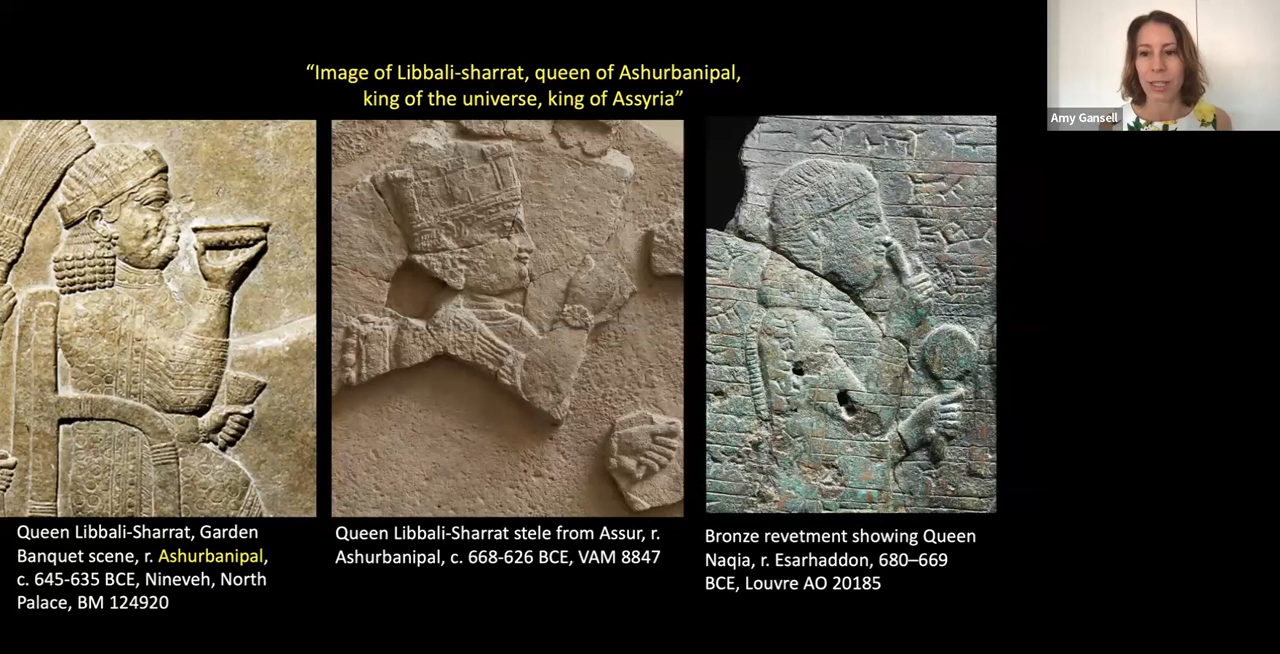 “Image of Libbali-sharrat, queen of Ashurbanipal,
king of the universe, king of Assyria”
Amy Gansell
Queen Libbali-Sharrat, Garden
Banquet scene, r. Ashurbanipal,
c. 645-635 BCE, Nineveh, North
Palace, BM 124920
Queen Libbali-Sharrat stele from Assur, r.
Ashurbanipal, c. 668-626 BCE, VAM 8847
Bronze revetment showing Queen
Naqia, r. Esarhaddon, 680–669
BCE, Louvre AO 20185